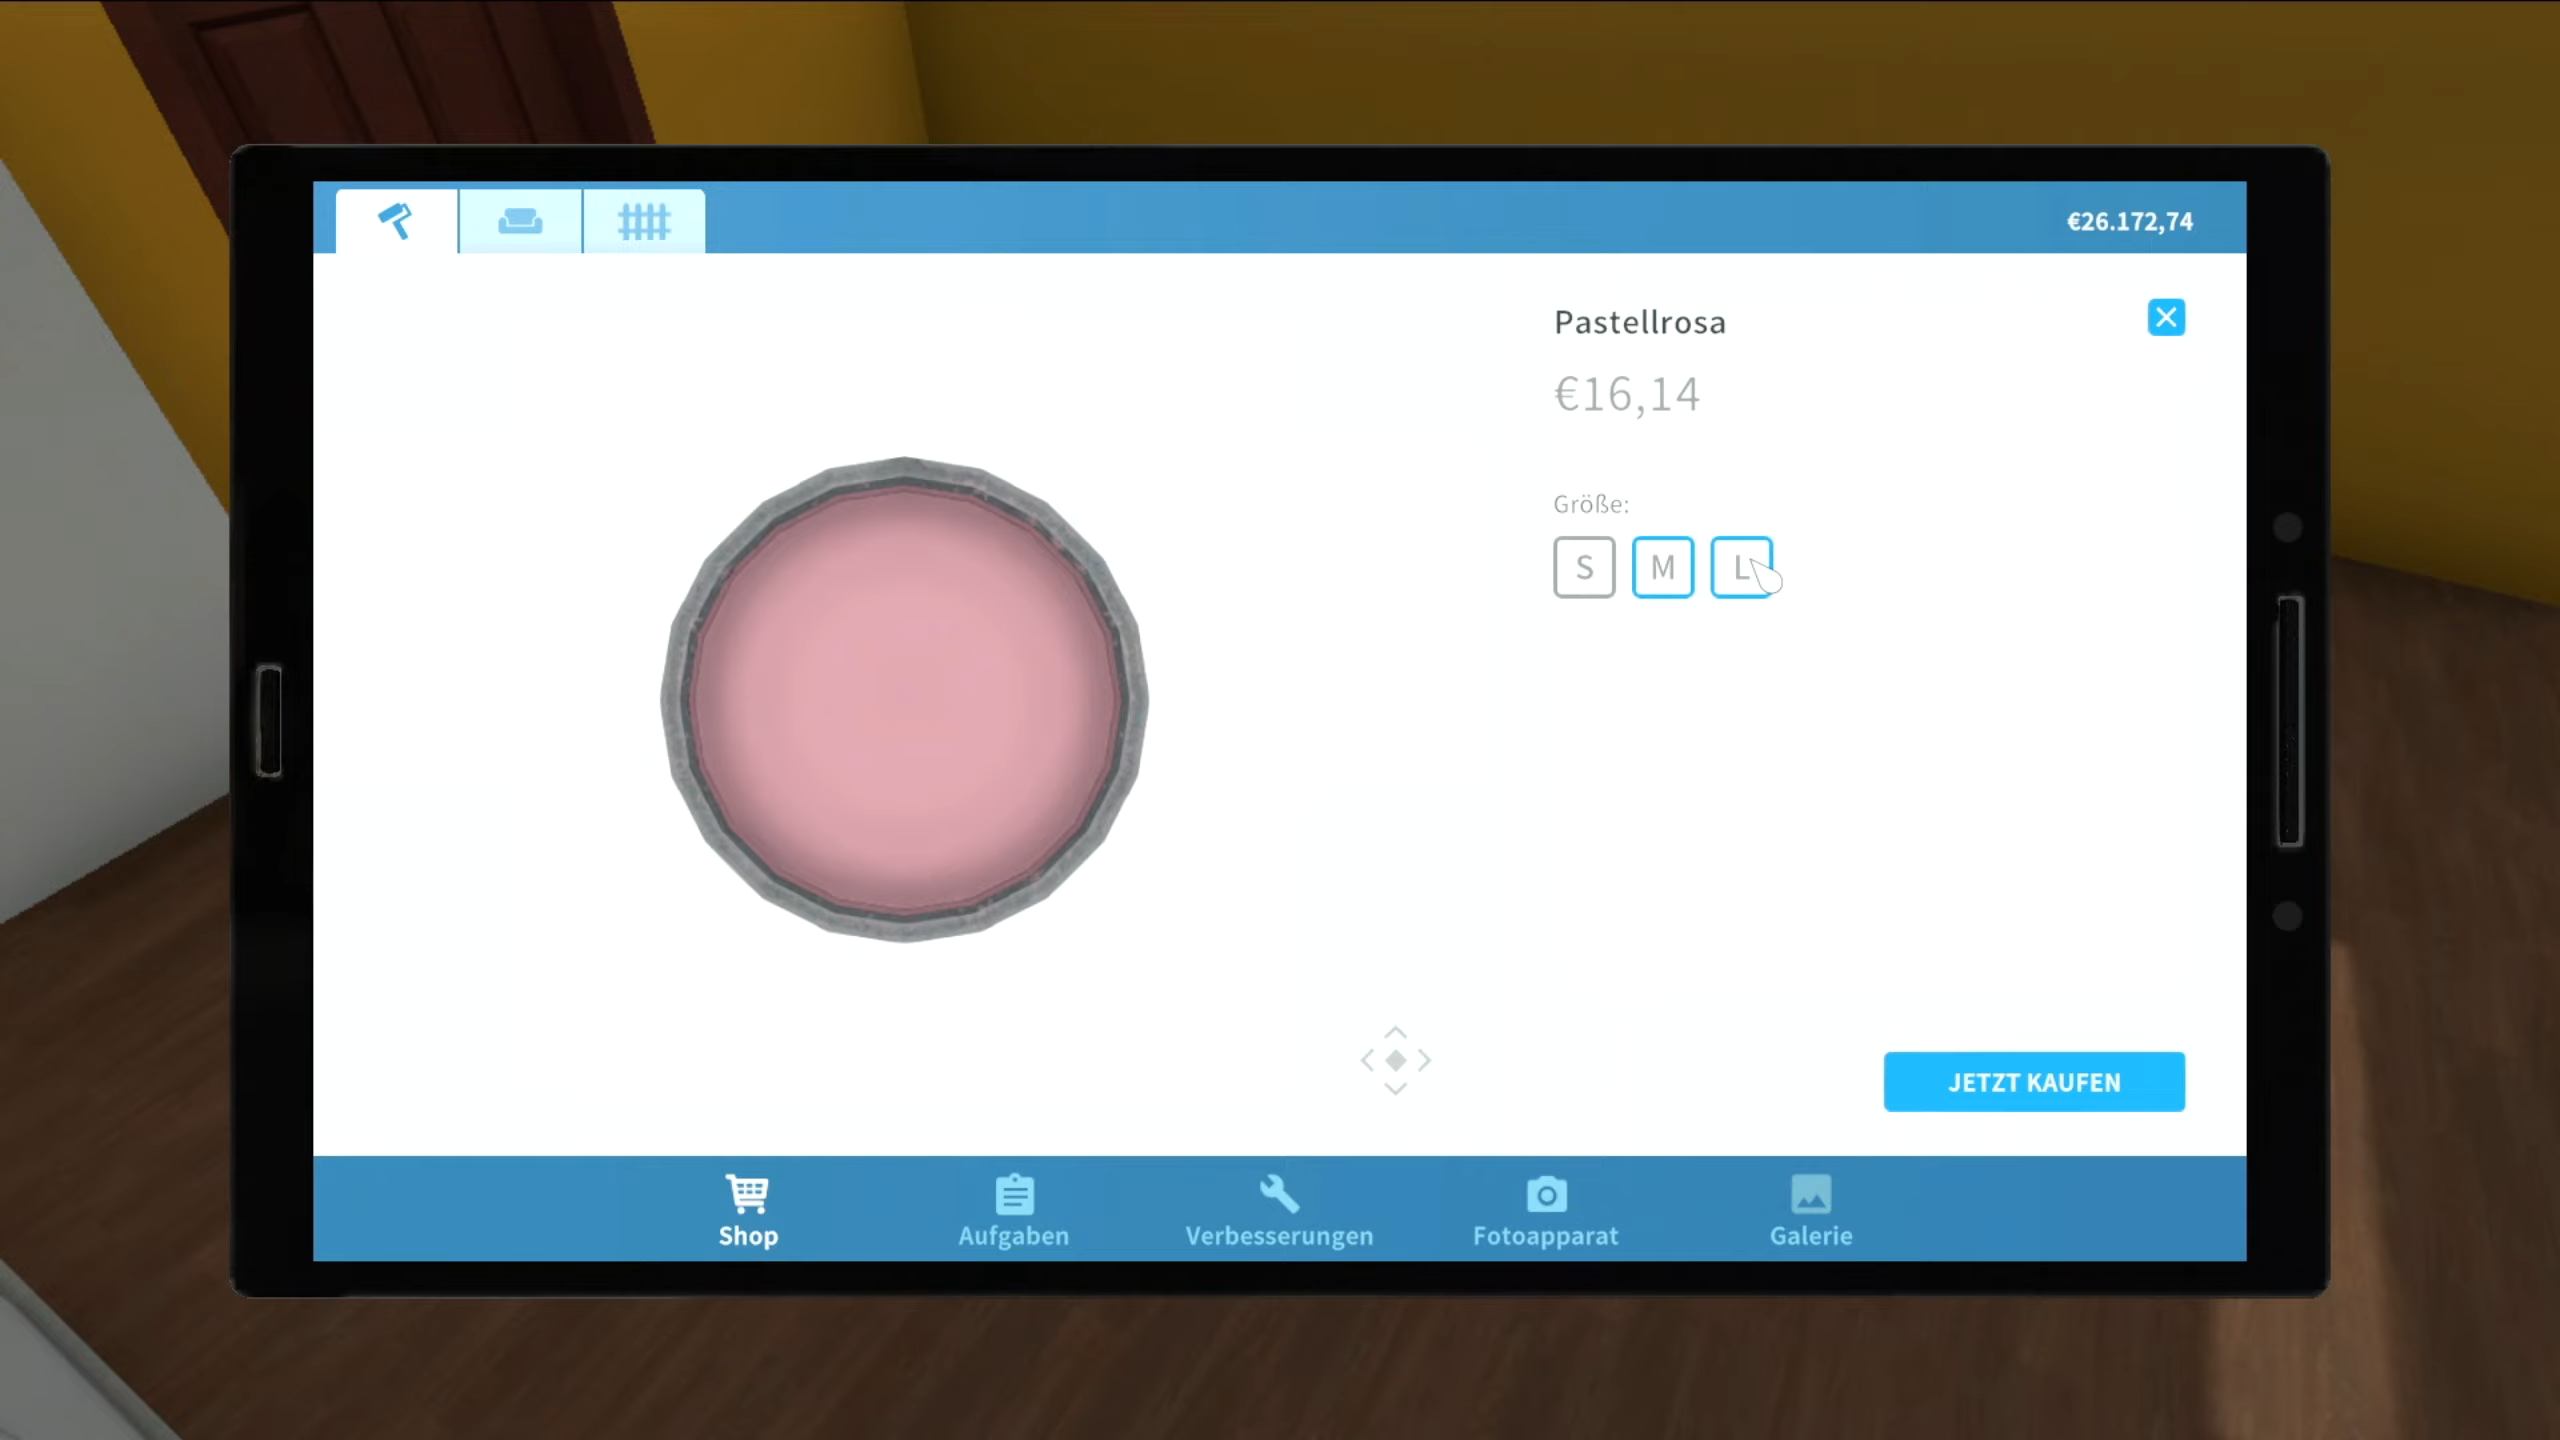 €26.172,74
Pastellrosa
€16,14
Größe:
S M L
JETZT KAUFEN
Shop Aufgaben Verbesserungen Fotoapparat Galerie